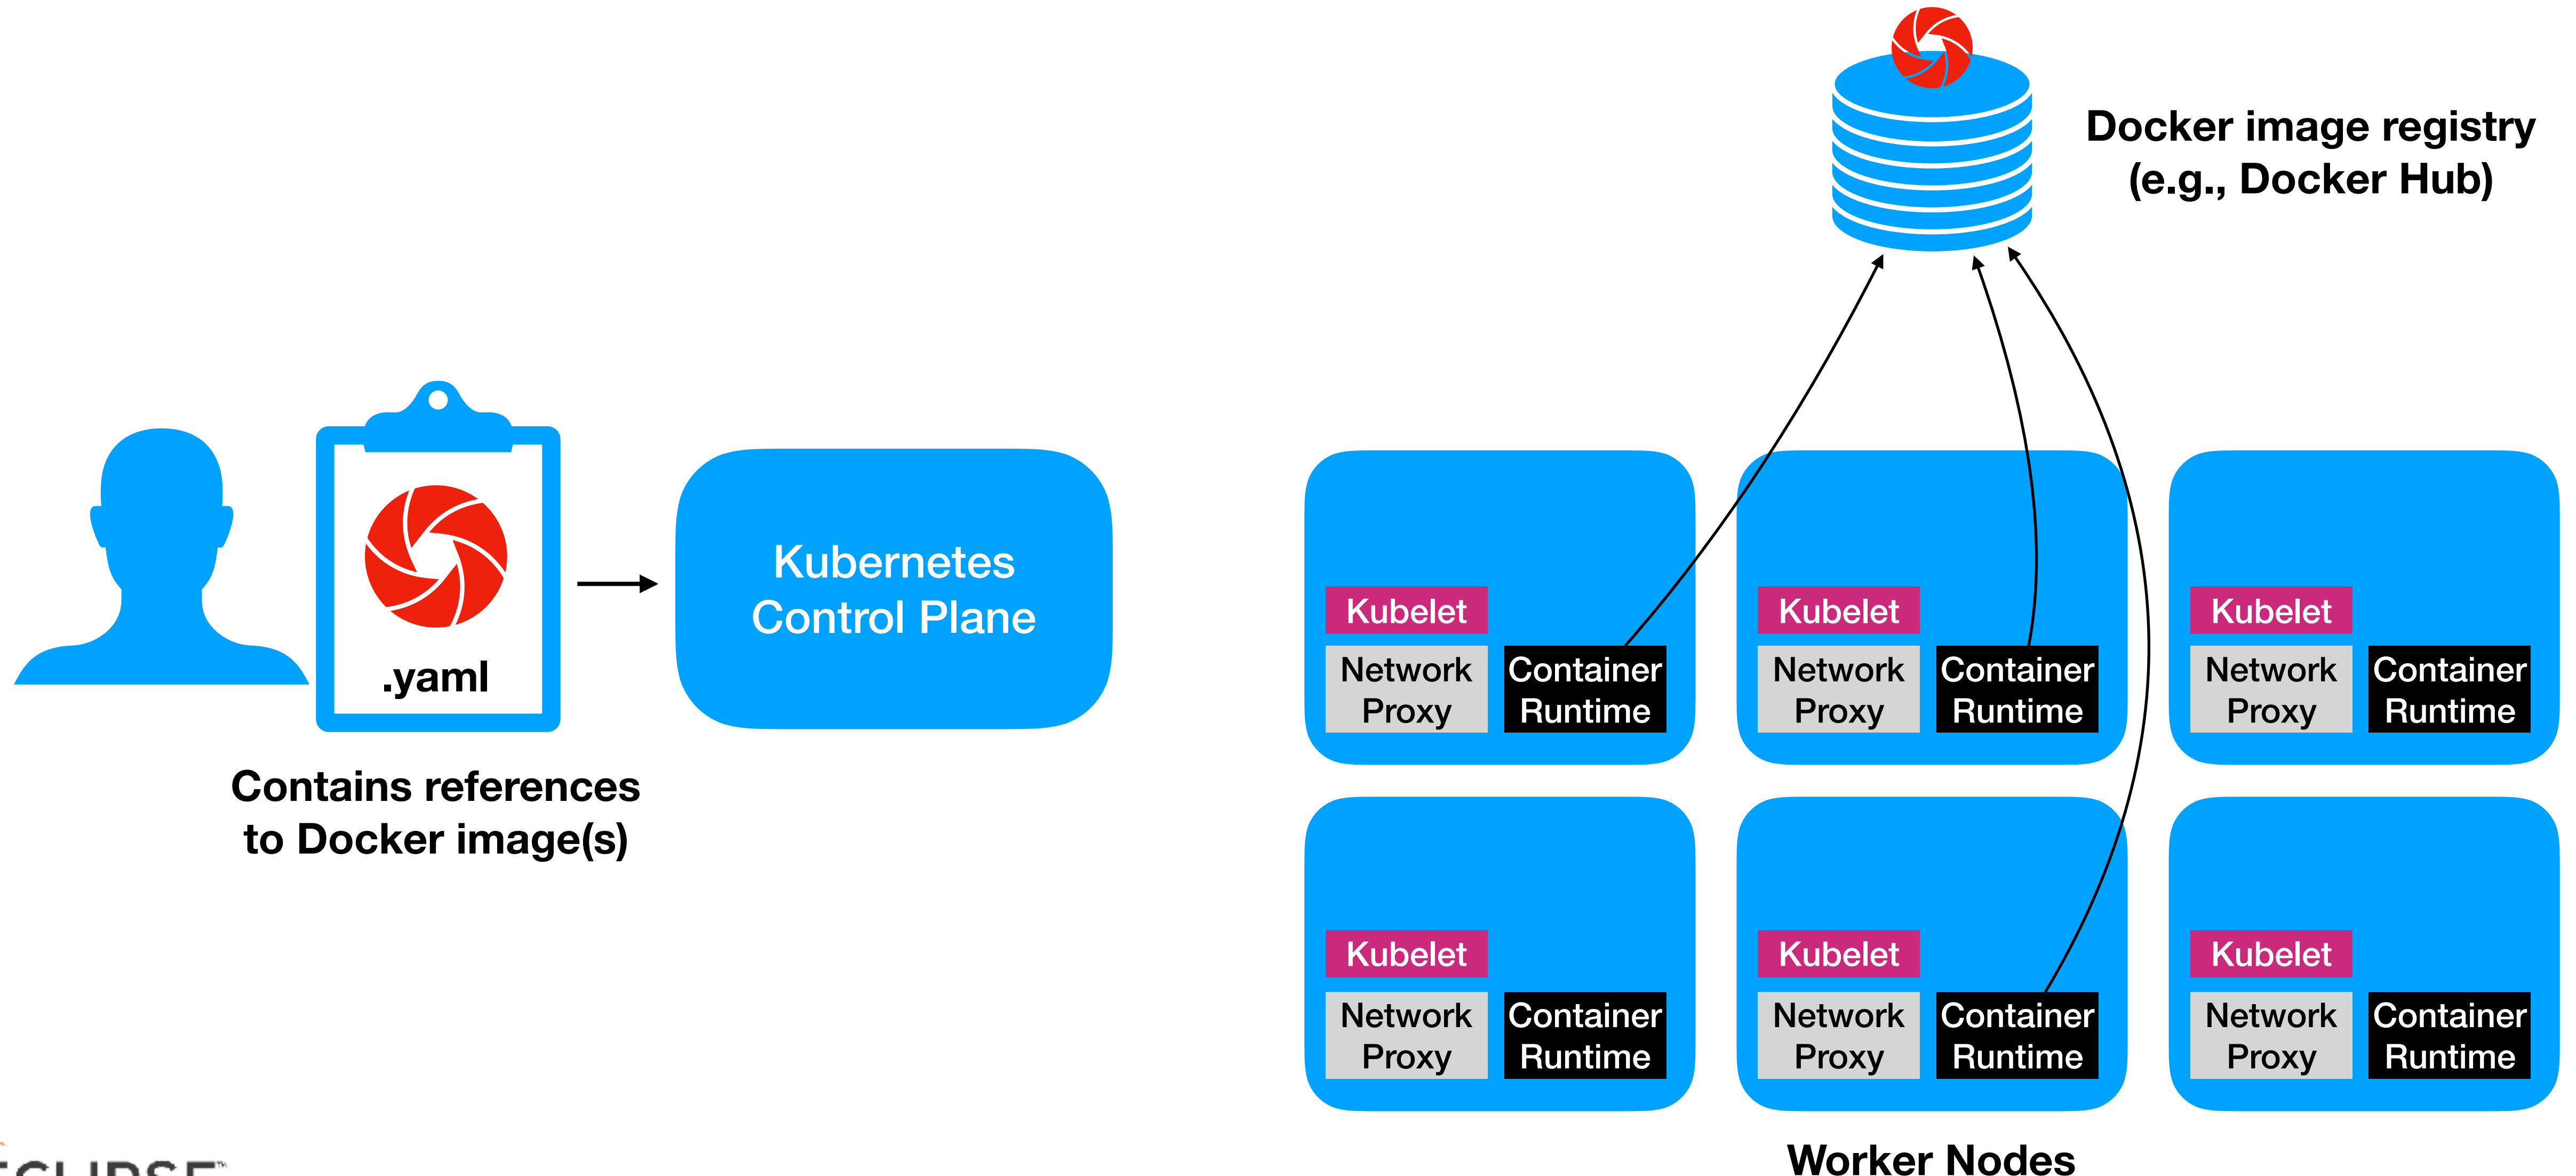 Docker image registry
(e.g., Docker Hub)
.yaml
Contains references
to Docker image(s)
Kubernetes
Control Plane
Kubelet
Network
Proxy
Container
Runtime
Kubelet
Network
Proxy
Container
Runtime
Kubelet
Network
Proxy
Container
Runtime
Kubelet
Network
Proxy
Container
Runtime
Kubelet
Network
Proxy
Container
Runtime
Kubelet
Network
Proxy
Container
Runtime
Worker Nodes
ECLIPSE™